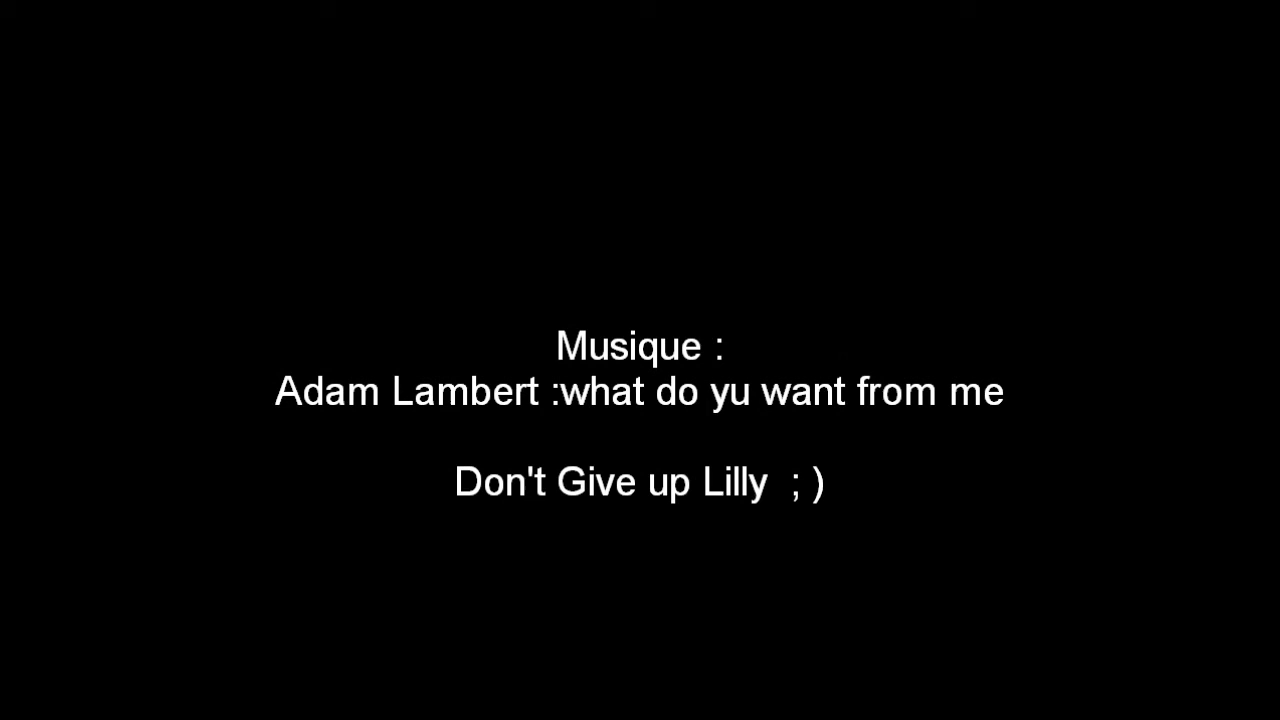 Musique :
Adam Lambert :what do yu want from me
Don't Give up Lilly  ; )